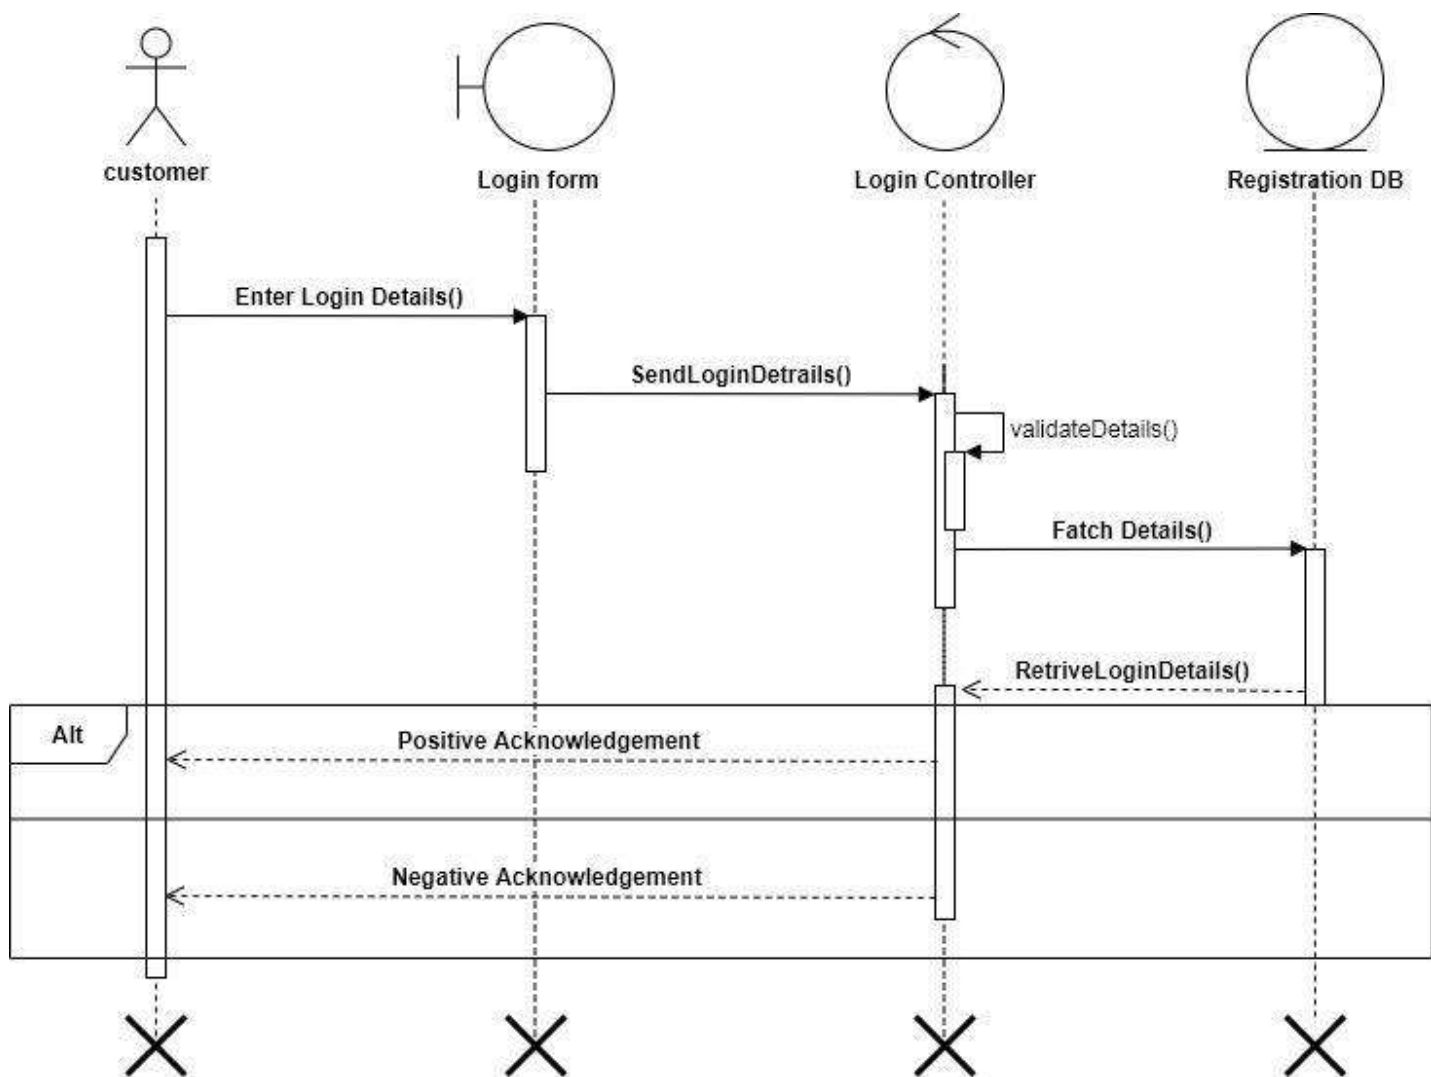 customer
Login form
Login Controller
Registration DB
Enter Login Details()
SendLoginDetrails()
validateDetails()
Fatch Details()
RetriveLoginDetails()
Alt
Positive Acknowledgement
Negative Acknowledgement